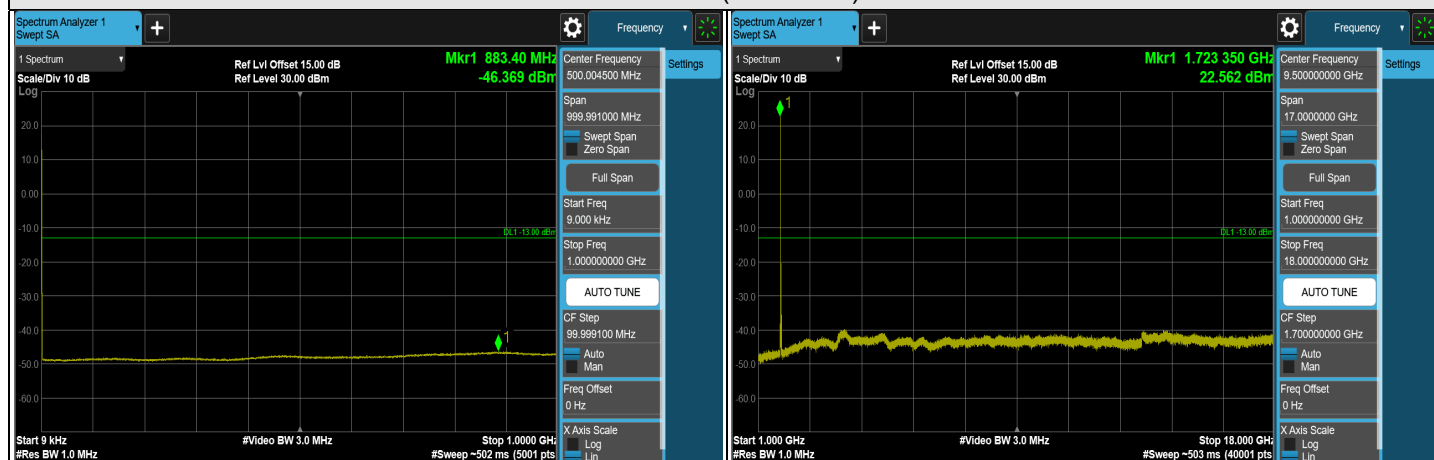 Spectrum Analyzer 1
Swept SA
+
Frequency
1 Spectrum
Scale/Div 10 dB
Ref Lvl Offset 15.00 dB
Ref Level 30.00 dBm
Mkr1 883.40 MHz
-46.369 dBm
Log
20.0
10.0
0.00
-10.0
-20.0
-30.0
-40.0
-50.0
-60.0
1
DL1 -13.00 dBm
Start 9 kHz
#Res BW 1.0 MHz
#Video BW 3.0 MHz
Stop 1.0000 GHz
#Sweep ~502 ms (5001 pts
Center Frequency
500.004500 MHz
Settings
Span
999.991000 MHz
Swept Span
Zero Span
Full Span
Start Freq
9.000 kHz
Stop Freq
1.000000000 GHz
AUTO TUNE
CF Step
99.999100 MHz
Auto
Man
Freq Offset
0 Hz
X Axis Scale
Log
Lin
Spectrum Analyzer 1
Swept SA
+
Frequency
1 Spectrum
Scale/Div 10 dB
Ref Lvl Offset 15.00 dB
Ref Level 30.00 dBm
Mkr1 1.723 350 GHz
22.562 dBm
Log
20.0
10.0
0.00
-10.0
-20.0
-30.0
-40.0
-50.0
-60.0
1
DL1 -13.00 dBm
Start 1.000 GHz
#Res BW 1.0 MHz
#Video BW 3.0 MHz
Stop 18.000 GHz
#Sweep ~503 ms (40001 pts
Center Frequency
9.500000000 GHz
Settings
Span
17.0000000 GHz
Swept Span
Zero Span
Full Span
Start Freq
1.000000000 GHz
Stop Freq
18.000000000 GHz
AUTO TUNE
CF Step
1.700000000 GHz
Auto
Man
Freq Offset
0 Hz
X Axis Scale
Log
Lin